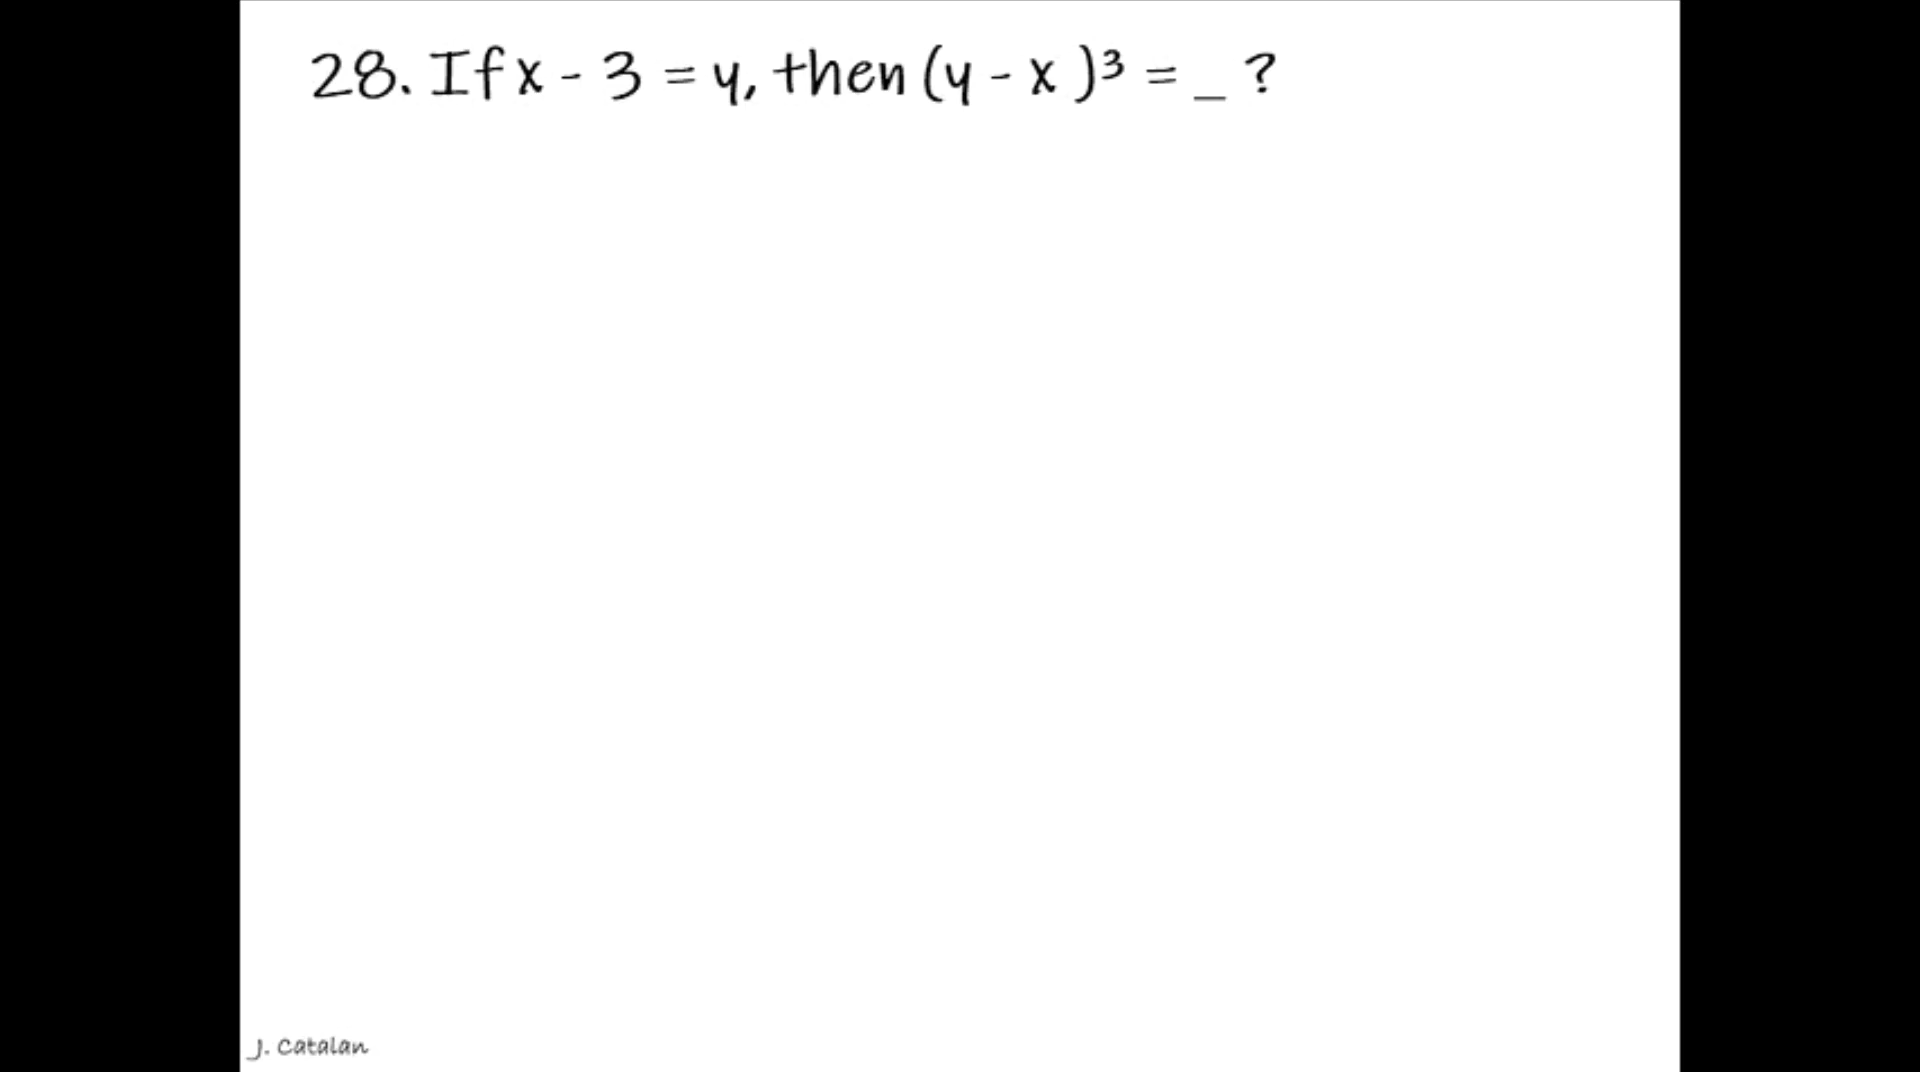 28. If x - 3 = y, then (y - x )³ = _ ?
J. Catalan